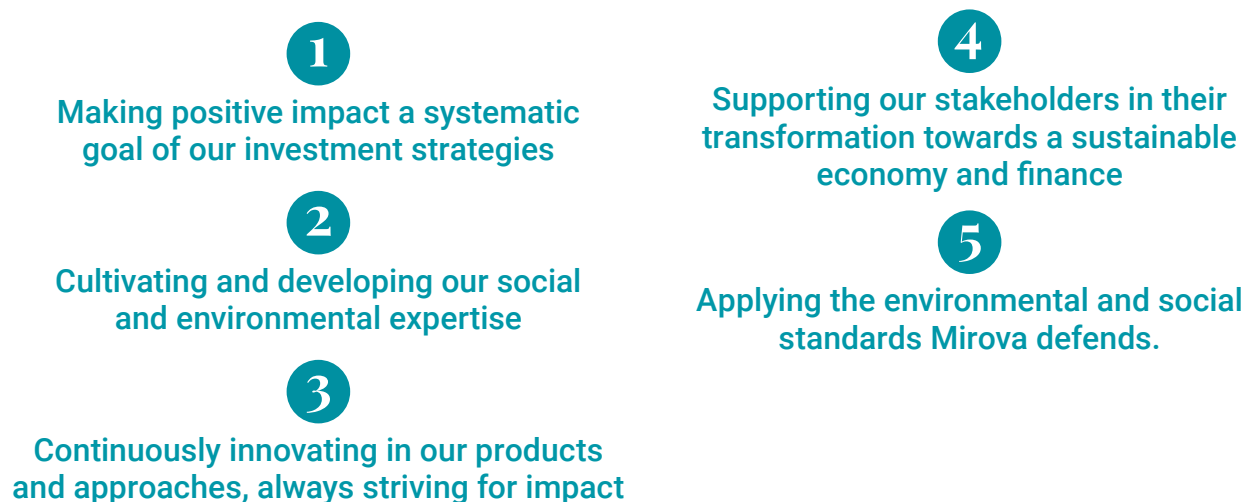 1
Making positive impact a systematic
goal of our investment strategies
2
Cultivating and developing our social
and environmental expertise
3
Continuously innovating in our products
and approaches, always striving for impact
4
Supporting our stakeholders in their
transformation towards a sustainable
economy and finance
5
Applying the environmental and social
standards Mirova defends.